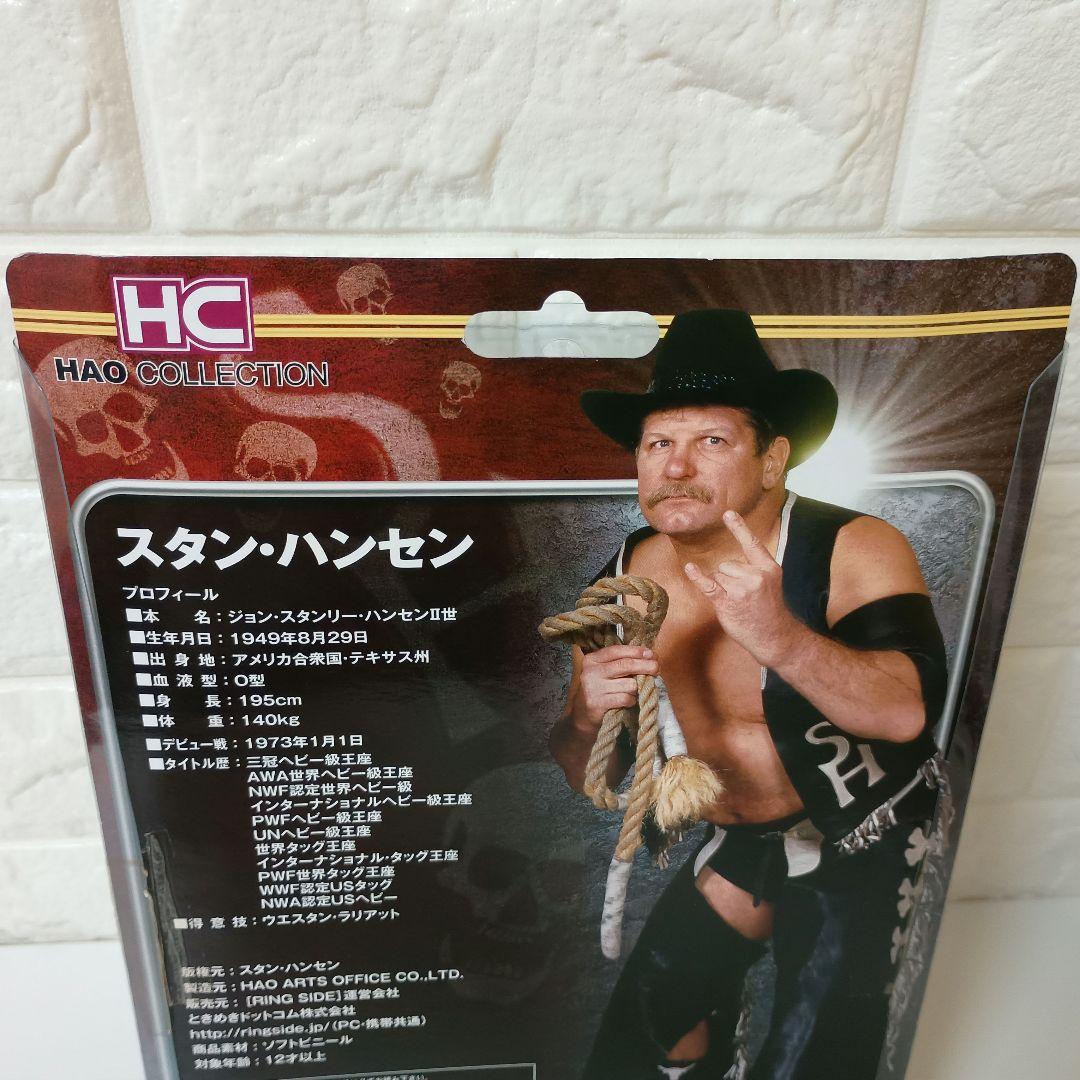 HC
HAO COLLECTION
スタン・ハンセン
プロフィール
■本 名：ジョン・スタンリー・ハンセンⅡ世
■生年月日：1949年8月29日
■出身地：アメリカ合衆国・テキサス州
■血液型：O型
■身 長：195cm
■体 重：140kg
■デビュー戦：1973年1月1日
■タイトル歴：三冠ヘビー級王座
AWA世界ヘビー級王座
NWF認定世界ヘビー級
インターナショナルヘビー級王座
PWFヘビー級王座
UNヘビー級王座
世界タッグ王座
インターナショナル・タッグ王座
PWF世界タッグ王座
WWF認定USタッグ
NWA認定USヘビー
■得意技：ウエスタン・ラリアット
SH
版権元：スタン・ハンセン
製造元：HAO ARTS OFFICE CO.,LTD.
販売元：[RING SIDE]運営会社
ときめきドットコム株式会社
http://ringside.jp/（PC・携帯共通）
商品素材：ソフトビニール
対象年齢：12才以上